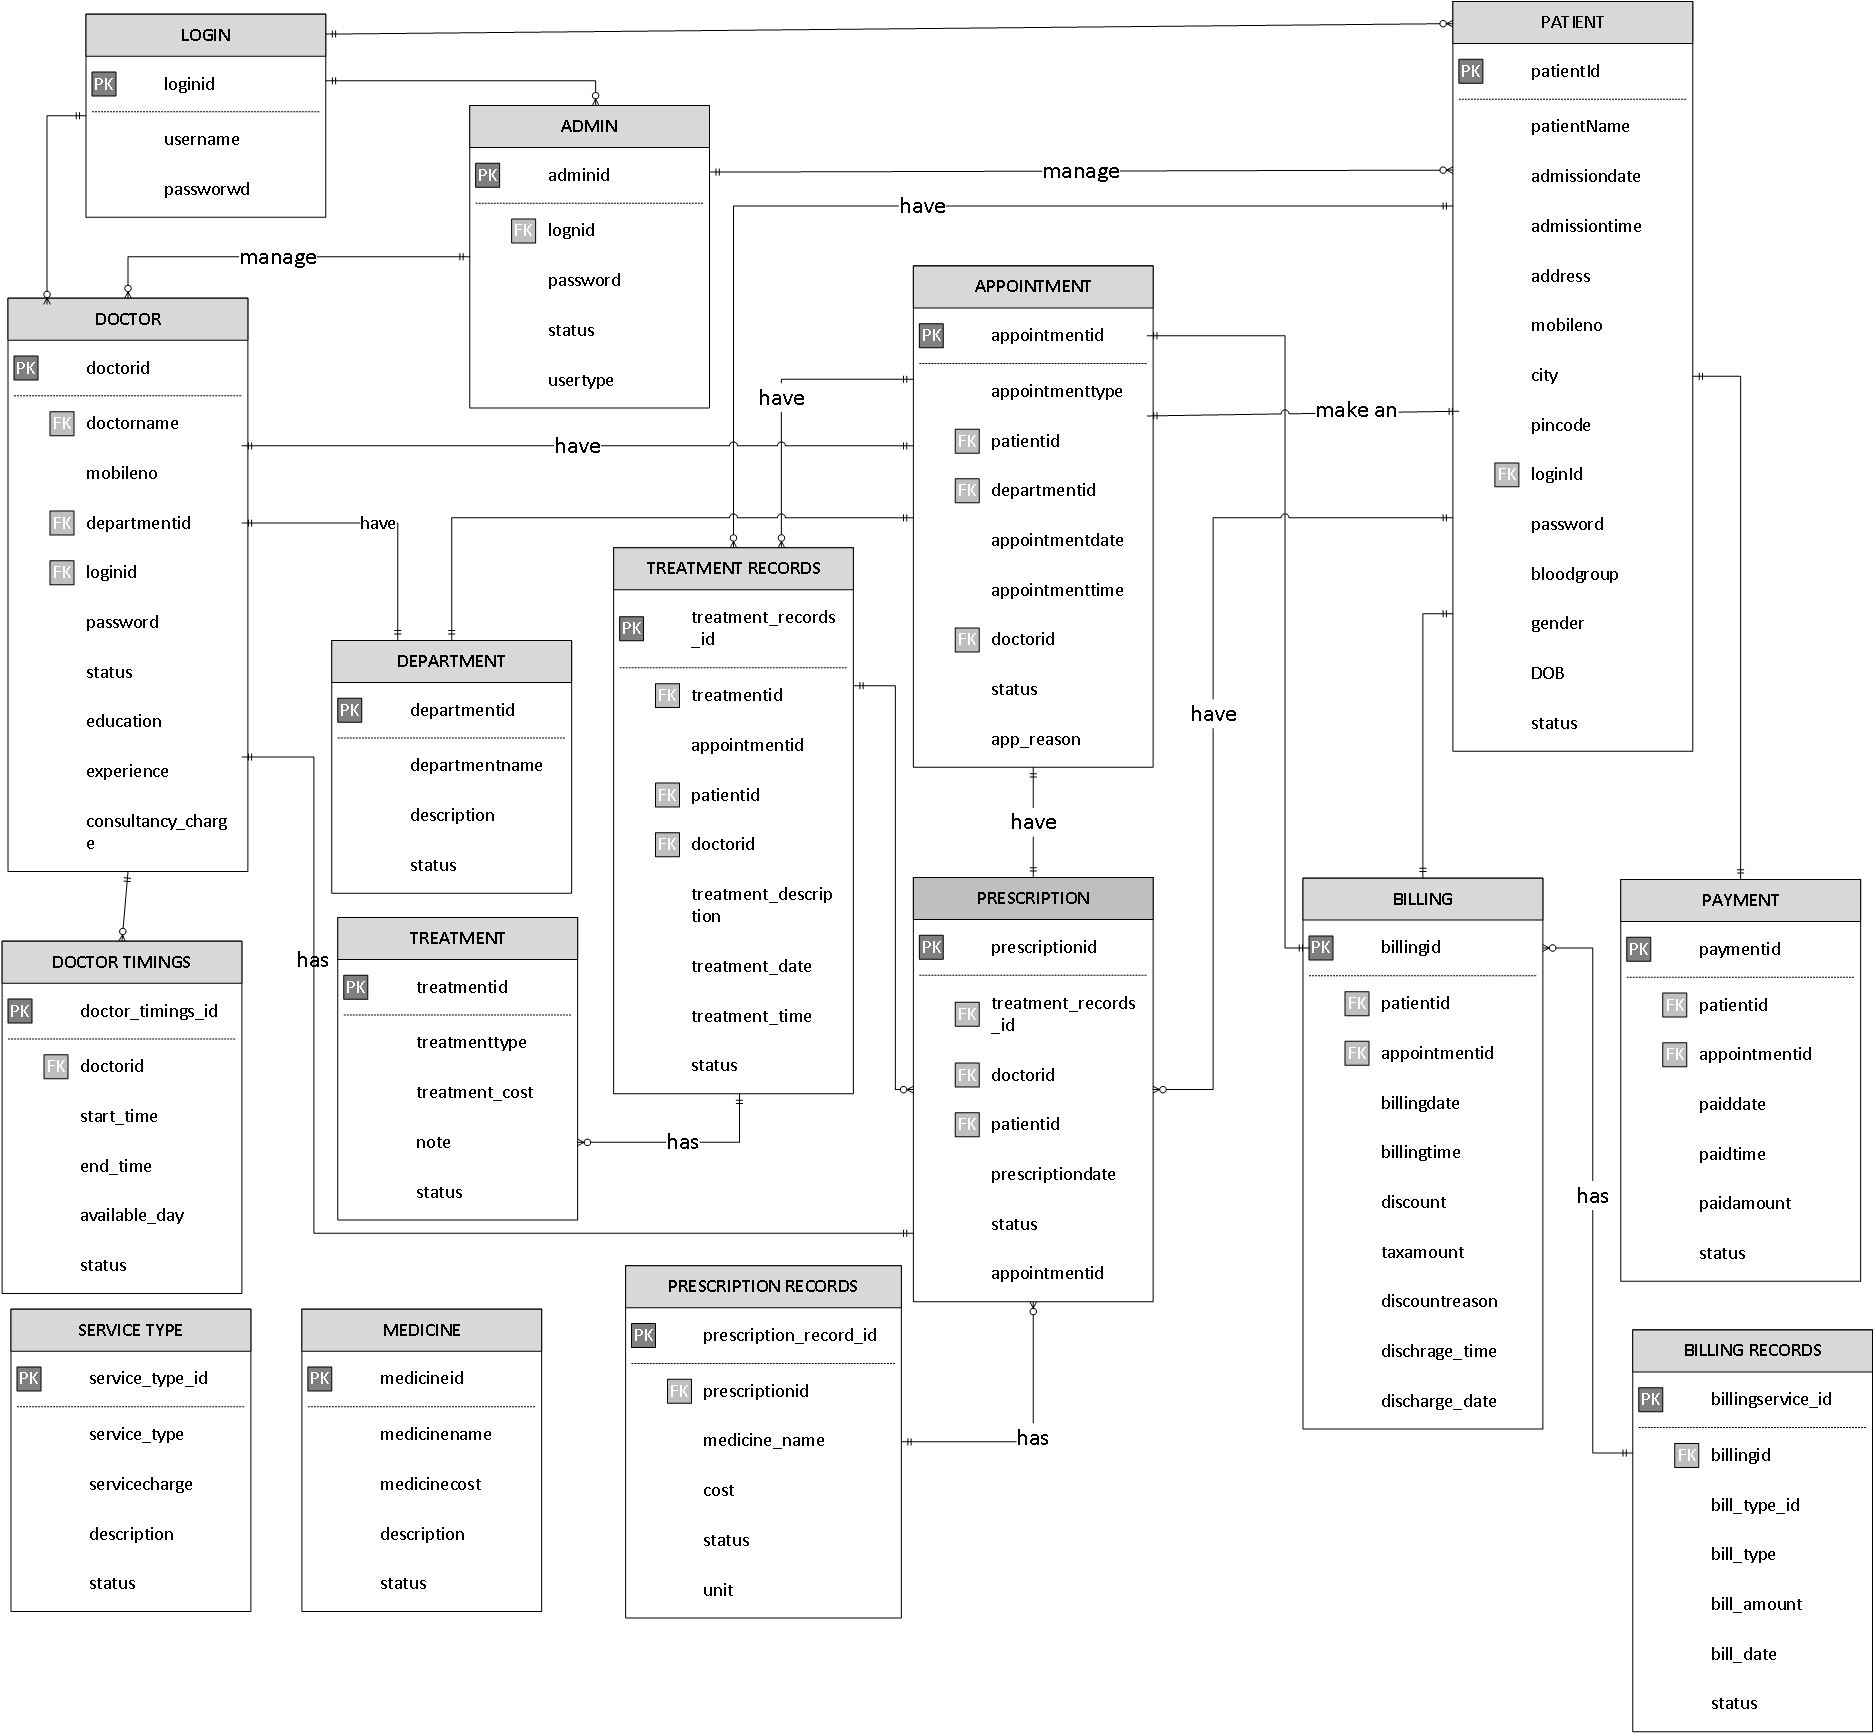 LOGIN
PK loginid
username
passworwd
ADMIN
PK adminid
FK lognid
password
status
usertype
PATIENT
PK patientId
patientName
admissiondate
admissiontime
address
mobileno
city
pincode
FK loginId
password
bloodgroup
gender
DOB
status
manage
have
manage
DOCTOR
PK doctorid
FK doctorname
mobileno
FK departmentid
FK loginid
password
status
education
experience
consultancy_charg
e
APPOINTMENT
PK appointmentid
appointmenttype
FK patientid
FK departmentid
appointmentdate
appointmenttime
FK doctorid
status
app_reason
have
make an
have
have
TREATMENT RECORDS
PK treatment_records
_id
FK treatmentid
appointmentid
FK patientid
FK doctorid
treatment_descrip
tion
treatment_date
treatment_time
status
DEPARTMENT
PK departmentid
departmentname
description
status
have
have
has
DOCTOR TIMINGS
PK doctor_timings_id
FK doctorid
start_time
end_time
available_day
status
TREATMENT
PK treatmentid
treatmenttype
treatment_cost
note
status
has
PRESCRIPTION
PK prescriptionid
FK treatment_records
_id
FK doctorid
FK patientid
prescriptiondate
status
appointmentid
BILLING
PK billingid
FK patientid
FK appointmentid
billingdate
billingtime
discount
taxamount
discountreason
dischrage_time
discharge_date
has
PAYMENT
PK paymentid
FK patientid
FK appointmentid
paiddate
paidtime
paidamount
status
SERVICE TYPE
PK service_type_id
service_type
servicecharge
description
status
MEDICINE
PK medicineid
medicinename
medicinecost
description
status
PRESCRIPTION RECORDS
PK prescription_record_id
FK prescriptionid
medicine_name
cost
status
unit
has
BILLING RECORDS
PK billingservice_id
FK billingid
bill_type_id
bill_type
bill_amount
bill_date
status